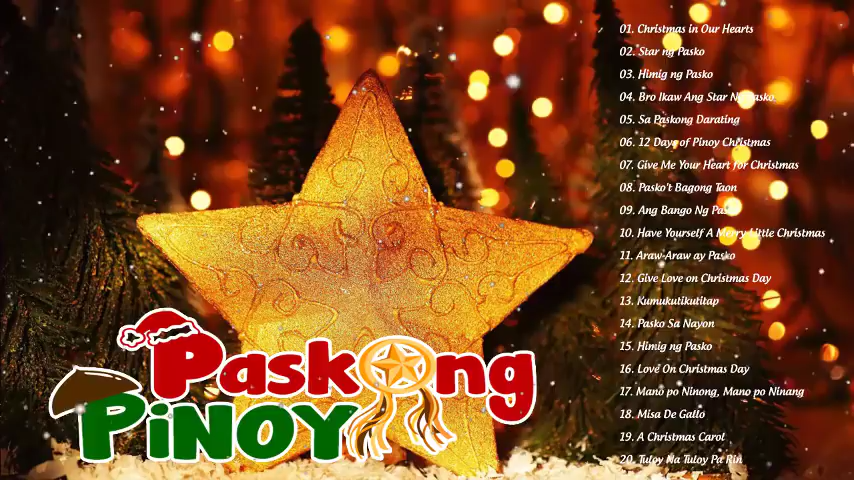 Paskong
PiNOY
01. Christmas in Our Hearts
02. Star ng Pasko
03. Himig ng Pasko
04. Bro Ikaw Ang Star Ng Pasko
05. Sa Paskong Darating
06. 12 Days of Pinoy Christmas
07. Give Me Your Heart for Christmas
08. Pasko't Bagong Taon
09. Ang Bango Ng Pasko
10. Have Yourself A Merry Little Christmas
11. Araw-Araw ay Pasko
12. Give Love on Christmas Day
13. Kumukutikutitap
14. Pasko Sa Nayon
15. Himig ng Pasko
16. Love On Christmas Day
17. Mano po Ninong, Mano po Ninang
18. Misa De Gallo
19. A Christmas Carol
20. Tuloy Na Tuloy Pa Rin